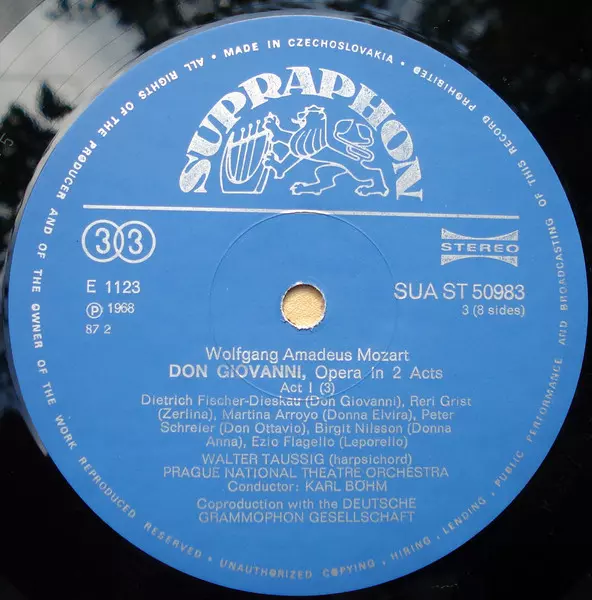 ALL RIGHTS OF THE PRODUCER AND OF THE OWNER OF THE WORK REPRODUCED RESERVED • UNAUTHORIZED COPYING, • HIRING, • LENDING, • PUBLIC PERFORMANCE AND BROADCASTING OF THIS RECORD PROHIBITED • MADE IN CZECHOSLOVAKIA •
SUPRAPHON
33
STEREO
E 1123
SUA ST 50983
Ⓟ 1968
3 (8 sides)
87 2
Wolfgang Amadeus Mozart
DON GIOVANNI, Opera in 2 Acts
Act I (3)
Dietrich Fischer-Dieskau (Don Giovanni), Reri Grist
(Zerlina), Martina Arroyo (Donna Elvira), Peter
Schreier (Don Ottavio), Birgit Nilsson (Donna
Anna), Ezio Flagello (Leporello)
WALTER TAUSSIG (harpsichord)
PRAGUE NATIONAL THEATRE ORCHESTRA
Conductor: KARL BÖHM
Coproduction with the DEUTSCHE
GRAMMOPHON GESELLSCHAFT